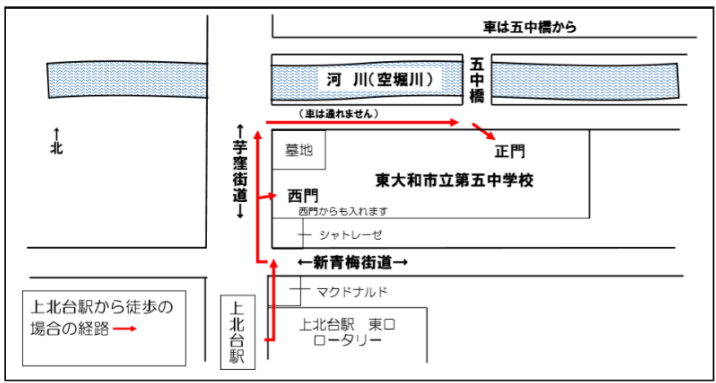 車は五中橋から
河 川(空堀川)
五中橋
(車は通れません)
←芋窪街道→
←北
墓地
正門
東大和市立第五中学校
西門
西門からも入れます
シャトレーゼ
←新青梅街道→
マクドナルド
上北台駅から徒歩の
場合の経路→
上北台駅
上北台駅 東口
ロータリー